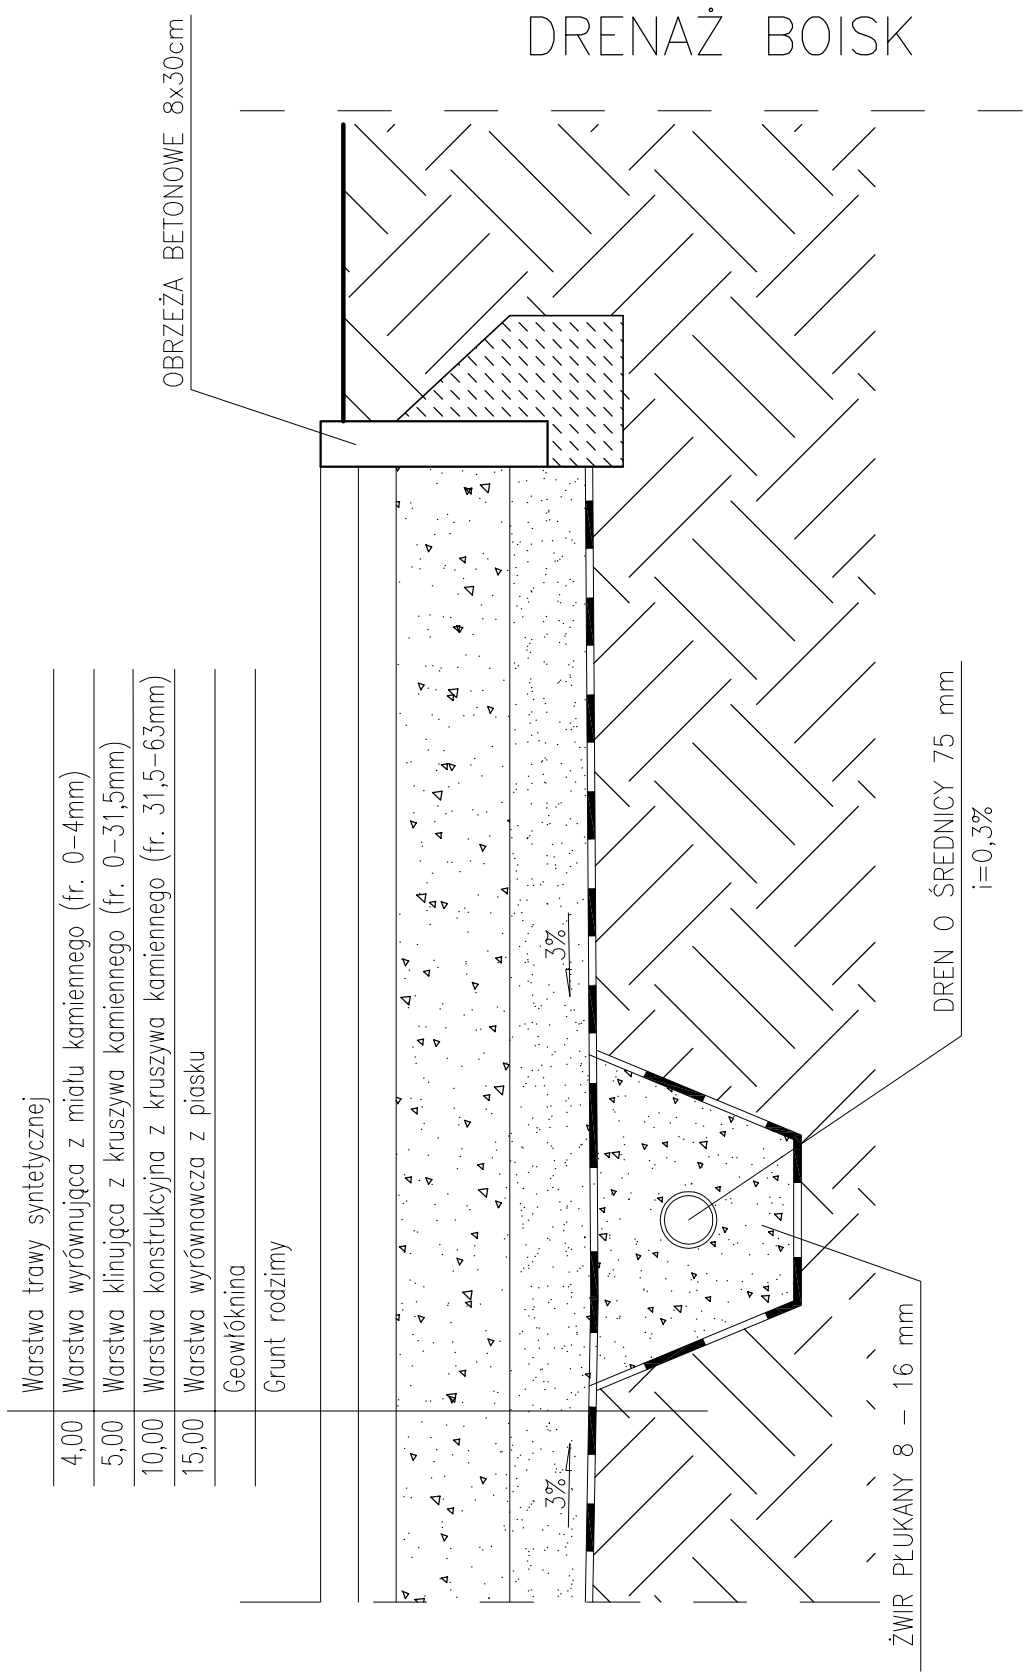 DRENAŻ BOISK
OBRZEŻA BETONOWE 8x30cm
Warstwa trawy syntetycznej
4,00 Warstwa wyrównująca z miału kamiennego (fr. 0-4mm)
5,00 Warstwa klinująca z kruszywa kamiennego (fr. 0-31,5mm)
10,00 Warstwa konstrukcyjna z kruszywa kamiennego (fr. 31,5-63mm)
15,00 Warstwa wyrównawcza z piasku
Geowłóknina
Grunt rodzimy
3%
3%
DREN O ŚREDNICY 75 mm
i=0,3%
ŻWIR PŁUKANY 8 - 16 mm